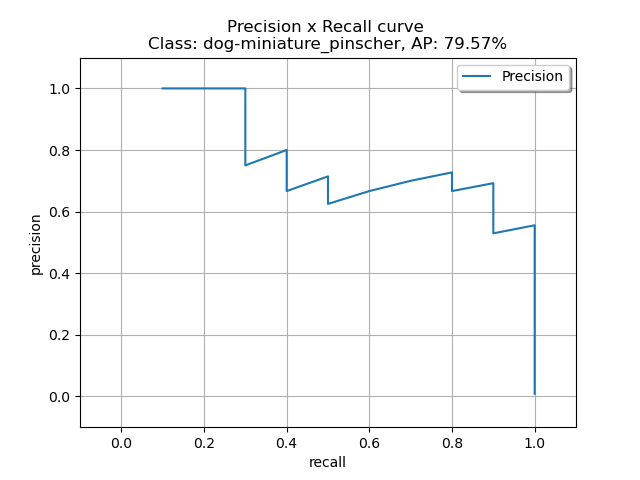 Precision x Recall curve
Class: dog-miniature_pinscher, AP: 79.57%
Precision
1.0
0.8
0.6
0.4
0.2
0.0
precision
0.0 0.2 0.4 0.6 0.8 1.0
recall